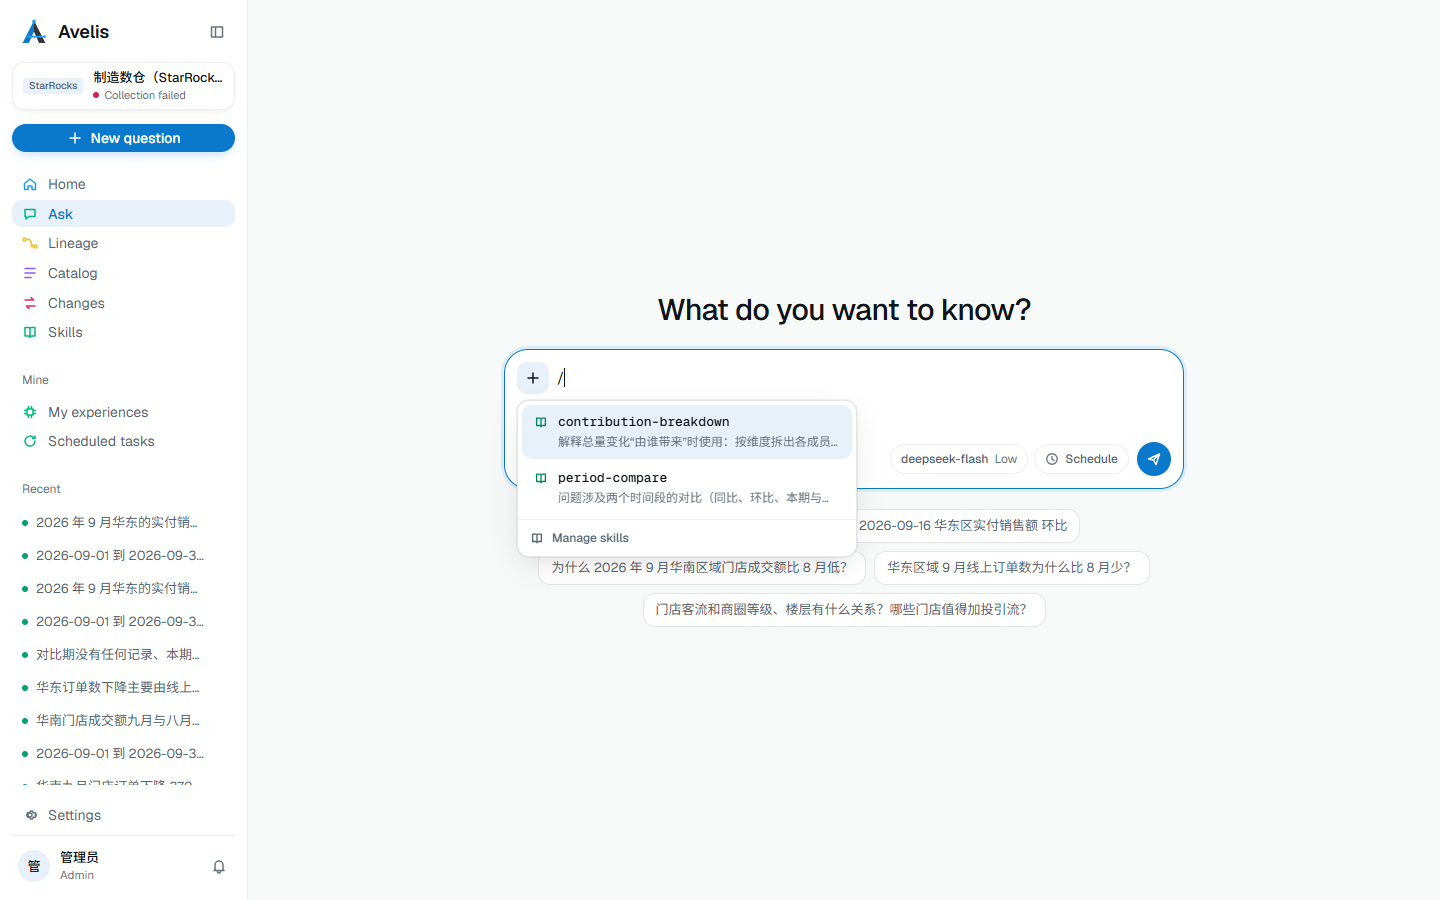 Avelis
StarRocks
制造数仓（StarRock...
Collection failed
New question
Home
Ask
Lineage
Catalog
Changes
Skills
Mine
My experiences
Scheduled tasks
Recent
2026 年 9 月华东的实付销...
2026-09-01 到 2026-09-3...
2026 年 9 月华东的实付销...
2026-09-01 到 2026-09-3...
对比期没有任何记录、本期...
华东订单数下降主要由线上...
华南门店成交额九月与八月...
2026-09-01 到 2026-09-3...
Settings
管
管理员
Admin
What do you want to know?
/
contribution-breakdown
解释总量变化“由谁带来”时使用：按维度拆出各成员...
period-compare
问题涉及两个时间段的对比（同比、环比、本期与...
Manage skills
deepseek-flash Low
Schedule
2026-09-16 华东区实付销售额 环比
为什么 2026 年 9 月华南区域门店成交额比 8 月低？
华东区域 9 月线上订单数为什么比 8 月少？
门店客流和商圈等级、楼层有什么关系？哪些门店值得加投引流？